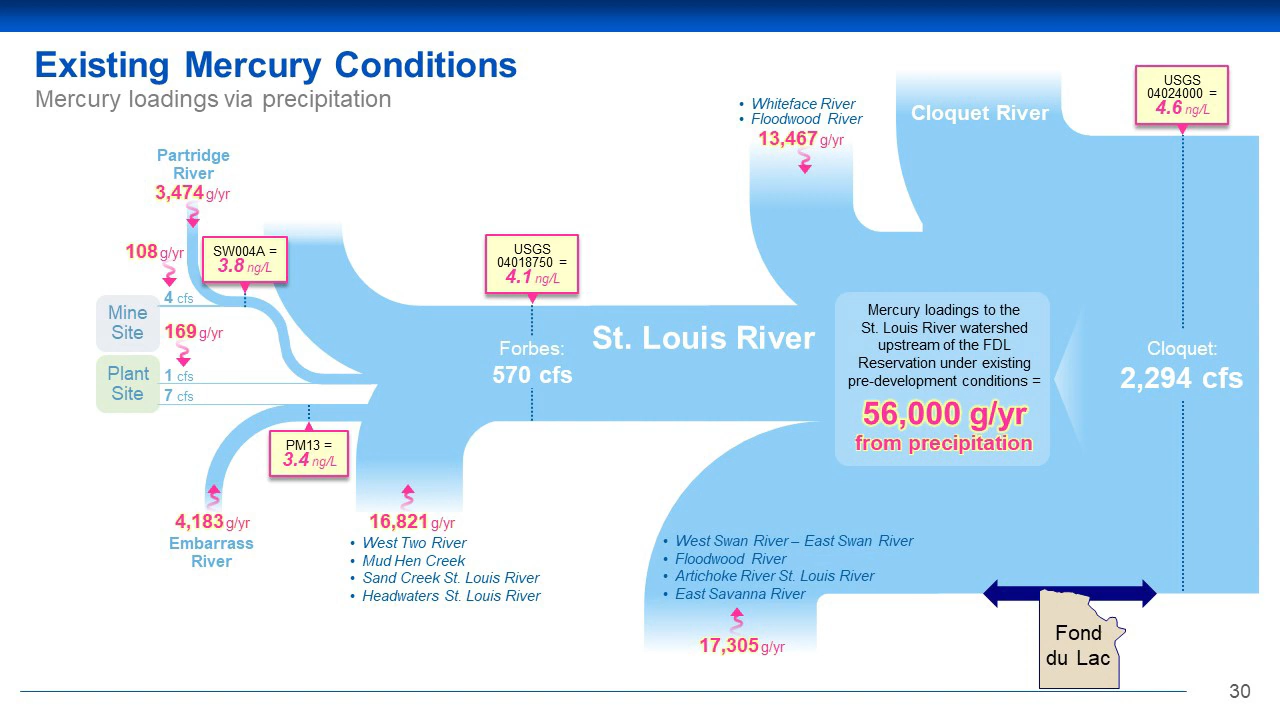 Existing Mercury Conditions
Mercury loadings via precipitation
Partridge
River
3,474 g/yr
108 g/yr
SW004A =
3.8 ng/L
4 cfs
Mine
Site
169 g/yr
Plant
Site
1 cfs
7 cfs
PM13 =
3.4 ng/L
4,183 g/yr
Embarrass
River
16,821 g/yr
• West Two River
• Mud Hen Creek
• Sand Creek St. Louis River
• Headwaters St. Louis River
USGS
04018750 =
4.1 ng/L
Forbes:
570 cfs
St. Louis River
• Whiteface River
• Floodwood River
13,467 g/yr
Cloquet River
USGS
04024000 =
4.6 ng/L
Mercury loadings to the
St. Louis River watershed
upstream of the FDL
Reservation under existing
pre-development conditions =
56,000 g/yr
from precipitation
Cloquet:
2,294 cfs
• West Swan River – East Swan River
• Floodwood River
• Artichoke River St. Louis River
• East Savanna River
17,305 g/yr
Fond
du Lac
30